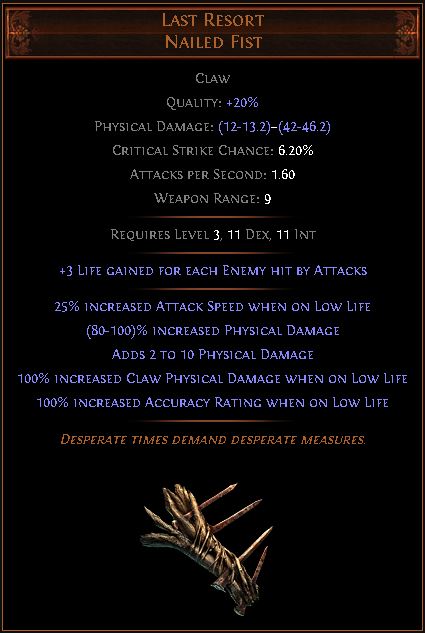 Last Resort
Nailed Fist
Claw
Quality: +20%
Physical Damage: (12-13.2)–(42-46.2)
Critical Strike Chance: 6.20%
Attacks per Second: 1.60
Weapon Range: 9
Requires Level 3, 11 Dex, 11 Int
+3 Life gained for each Enemy hit by Attacks
25% increased Attack Speed when on Low Life
(80-100)% increased Physical Damage
Adds 2 to 10 Physical Damage
100% increased Claw Physical Damage when on Low Life
100% increased Accuracy Rating when on Low Life
Desperate times demand desperate measures.